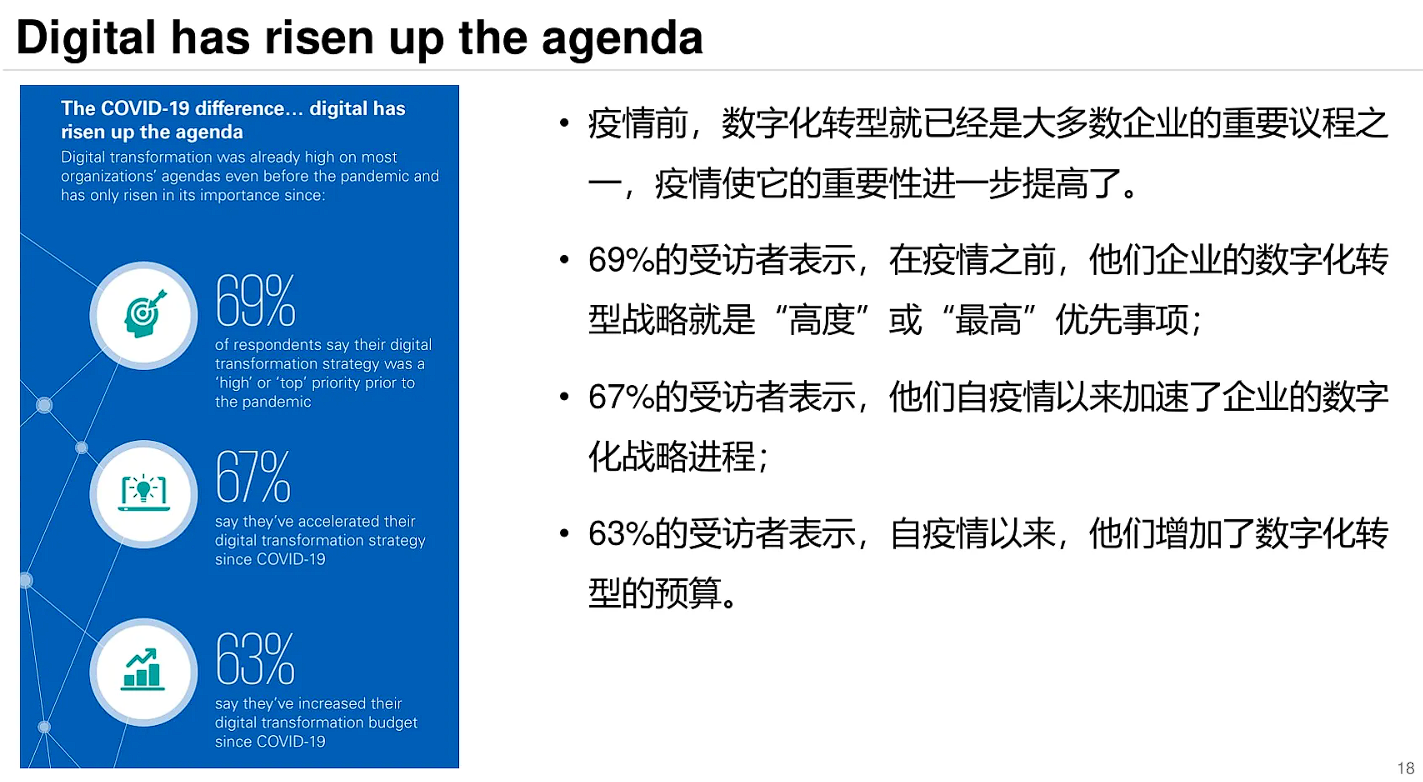 Digital has risen up the agenda
The COVID-19 difference... digital has
risen up the agenda
Digital transformation was already high on most
organizations’ agendas even before the pandemic and
has only risen in its importance since:
69%
of respondents say their digital
transformation strategy was a
‘high’ or ‘top’ priority prior to
the pandemic
67%
say they’ve accelerated their
digital transformation strategy
since COVID-19
63%
say they’ve increased their
digital transformation budget
since COVID-19
• 疫情前，数字化转型就已经是大多数企业的重要议程之
一，疫情使它的重要性进一步提高了。
• 69%的受访者表示，在疫情之前，他们企业的数字化转
型战略就是“高度”或“最高”优先事项；
• 67%的受访者表示，他们自疫情以来加速了企业的数字
化战略进程；
• 63%的受访者表示，自疫情以来，他们增加了数字化转
型的预算。
18